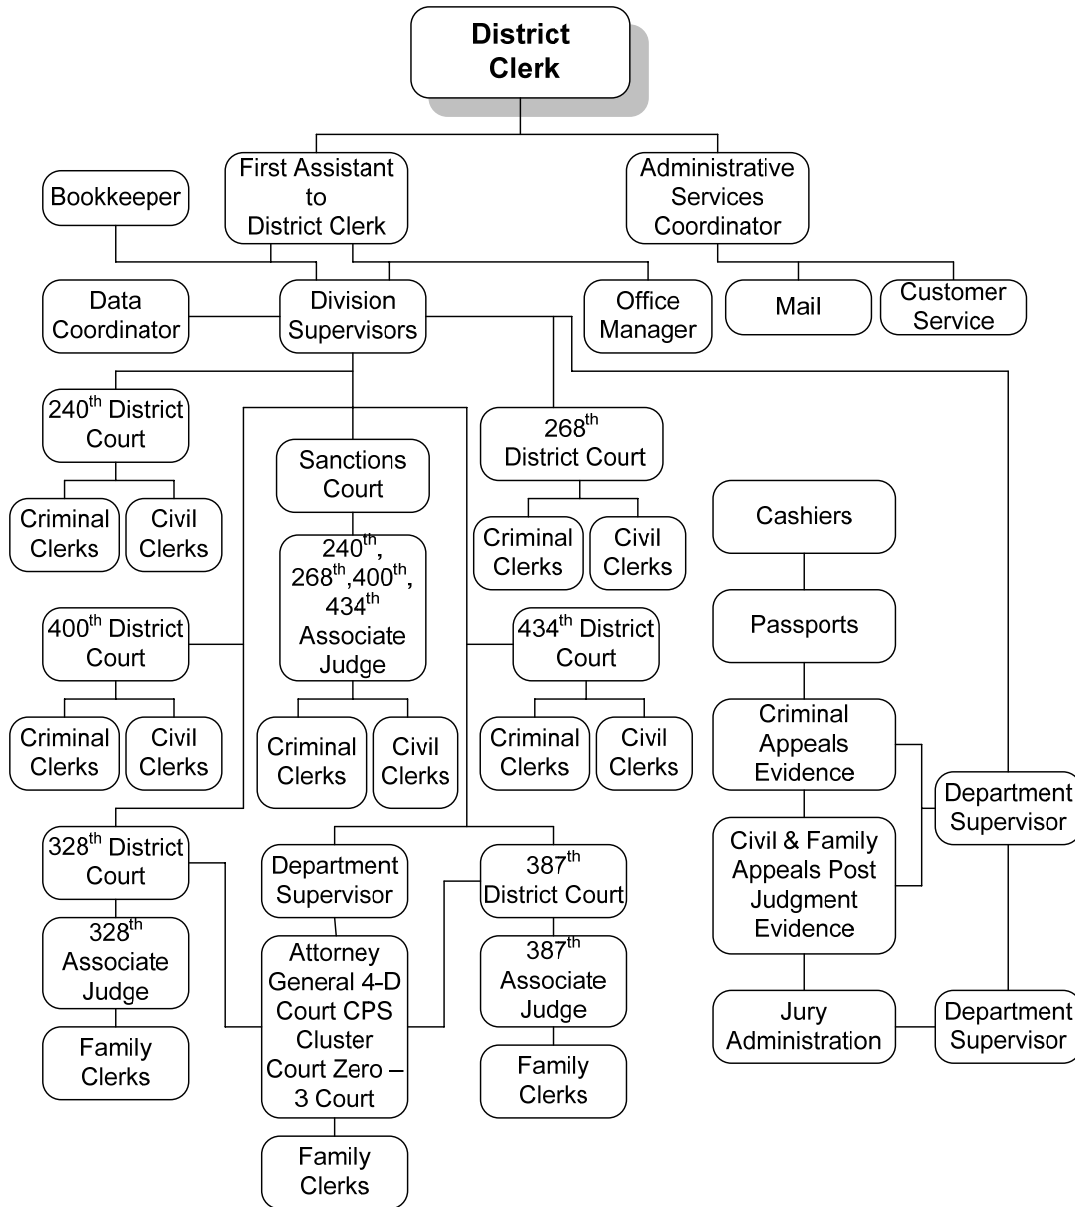 District
Clerk
First Assistant
to
District Clerk
Administrative
Services
Coordinator
Bookkeeper
Data
Coordinator
Division
Supervisors
Office
Manager
Mail
Customer
Service
240th District
Court
Criminal
Clerks
Civil
Clerks
Sanctions
Court
240th,
268th,400th,
434th
Associate
Judge
Criminal
Clerks
Civil
Clerks
268th
District Court
Criminal
Clerks
Civil
Clerks
400th District
Court
Criminal
Clerks
Civil
Clerks
434th District
Court
Criminal
Clerks
Civil
Clerks
328th District
Court
328th
Associate
Judge
Family
Clerks
Department
Supervisor
Attorney
General 4-D
Court CPS
Cluster
Court Zero –
3 Court
Family
Clerks
387th
District Court
387th
Associate
Judge
Family
Clerks
Cashiers
Passports
Criminal
Appeals
Evidence
Civil & Family
Appeals Post
Judgment
Evidence
Department
Supervisor
Jury
Administration
Department
Supervisor